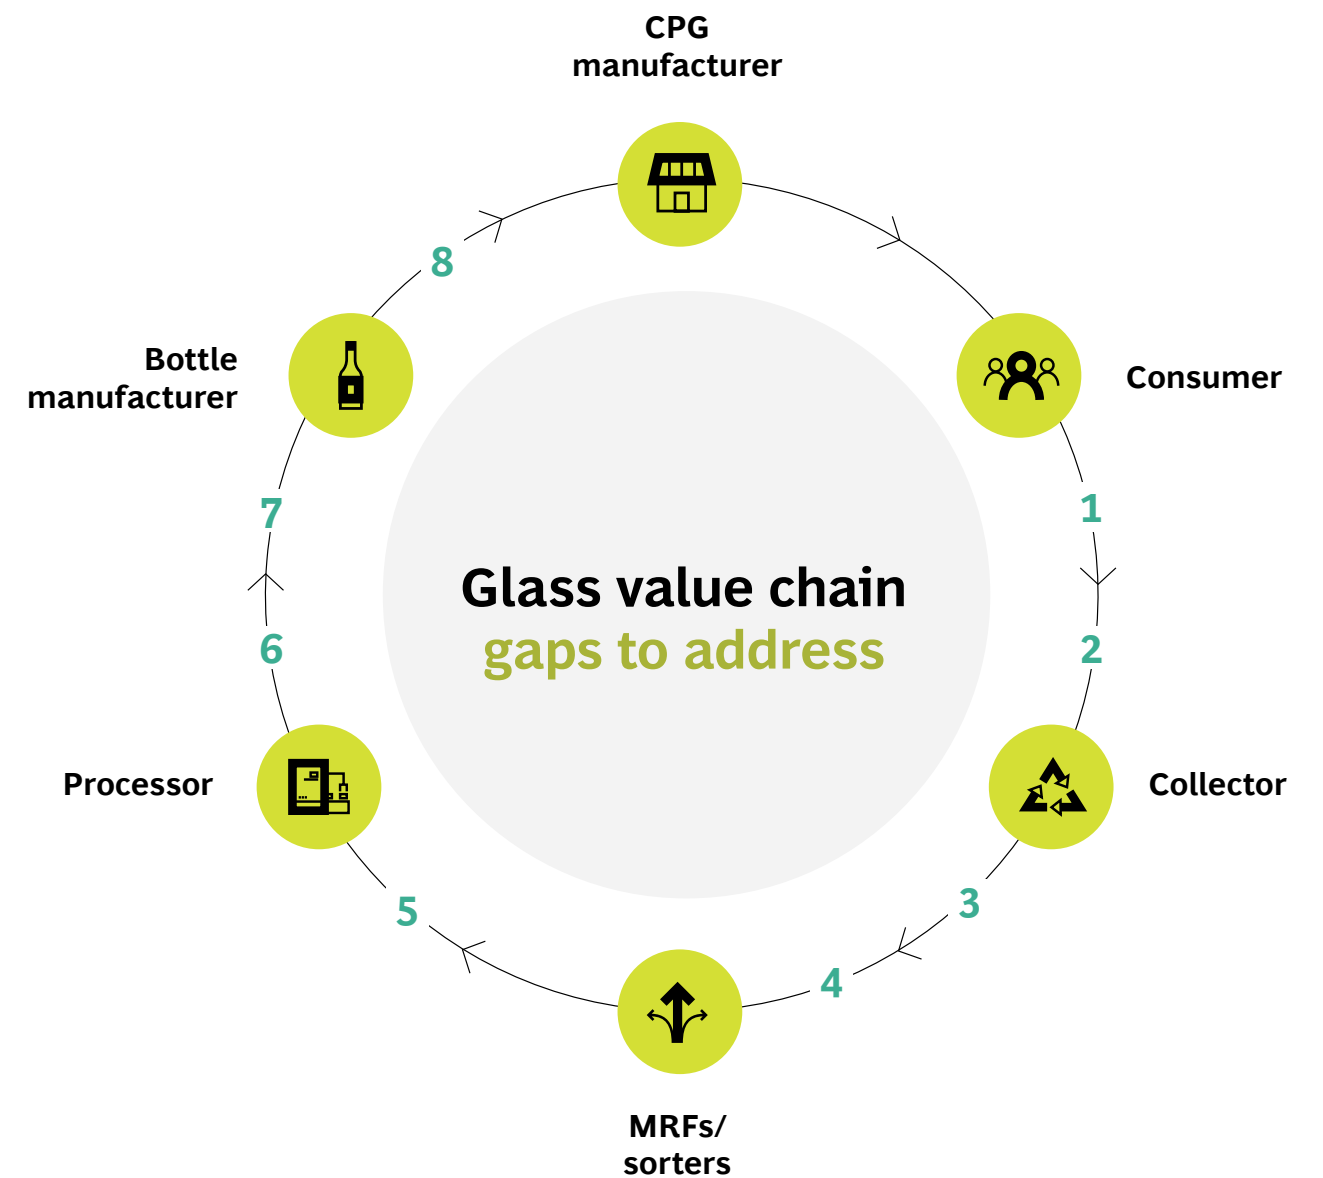 CPG
manufacturer
8
Bottle
manufacturer
Consumer
7
1
Glass value chain
gaps to address
6
2
Processor
Collector
5
3
4
MRFs/
sorters